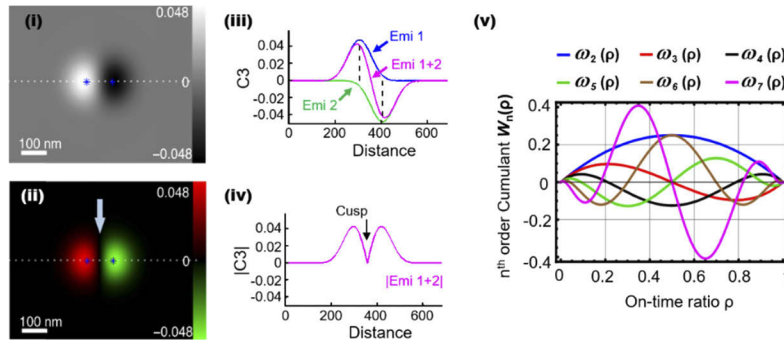 (i)
0.048
0
−0.048
100 nm
(ii)
0.048
0
−0.048
100 nm
(iii)
C3
0.04
0.02
0
-0.02
-0.04
Emi 1
Emi 1+2
Emi 2
0 200 400 600
Distance
(iv)
|C3|
0.04
0.02
0
-0.02
-0.04
Cusp
|Emi 1+2|
0 200 400 600
Distance
(v)
ω2 (ρ) ω3 (ρ) ω4 (ρ)
ω5 (ρ) ω6 (ρ) ω7 (ρ)
nth order Cumulant Wn(ρ)
0.4
0.2
0
-0.2
-0.4
0 0.2 0.4 0.6 0.8 1
On-time ratio ρ